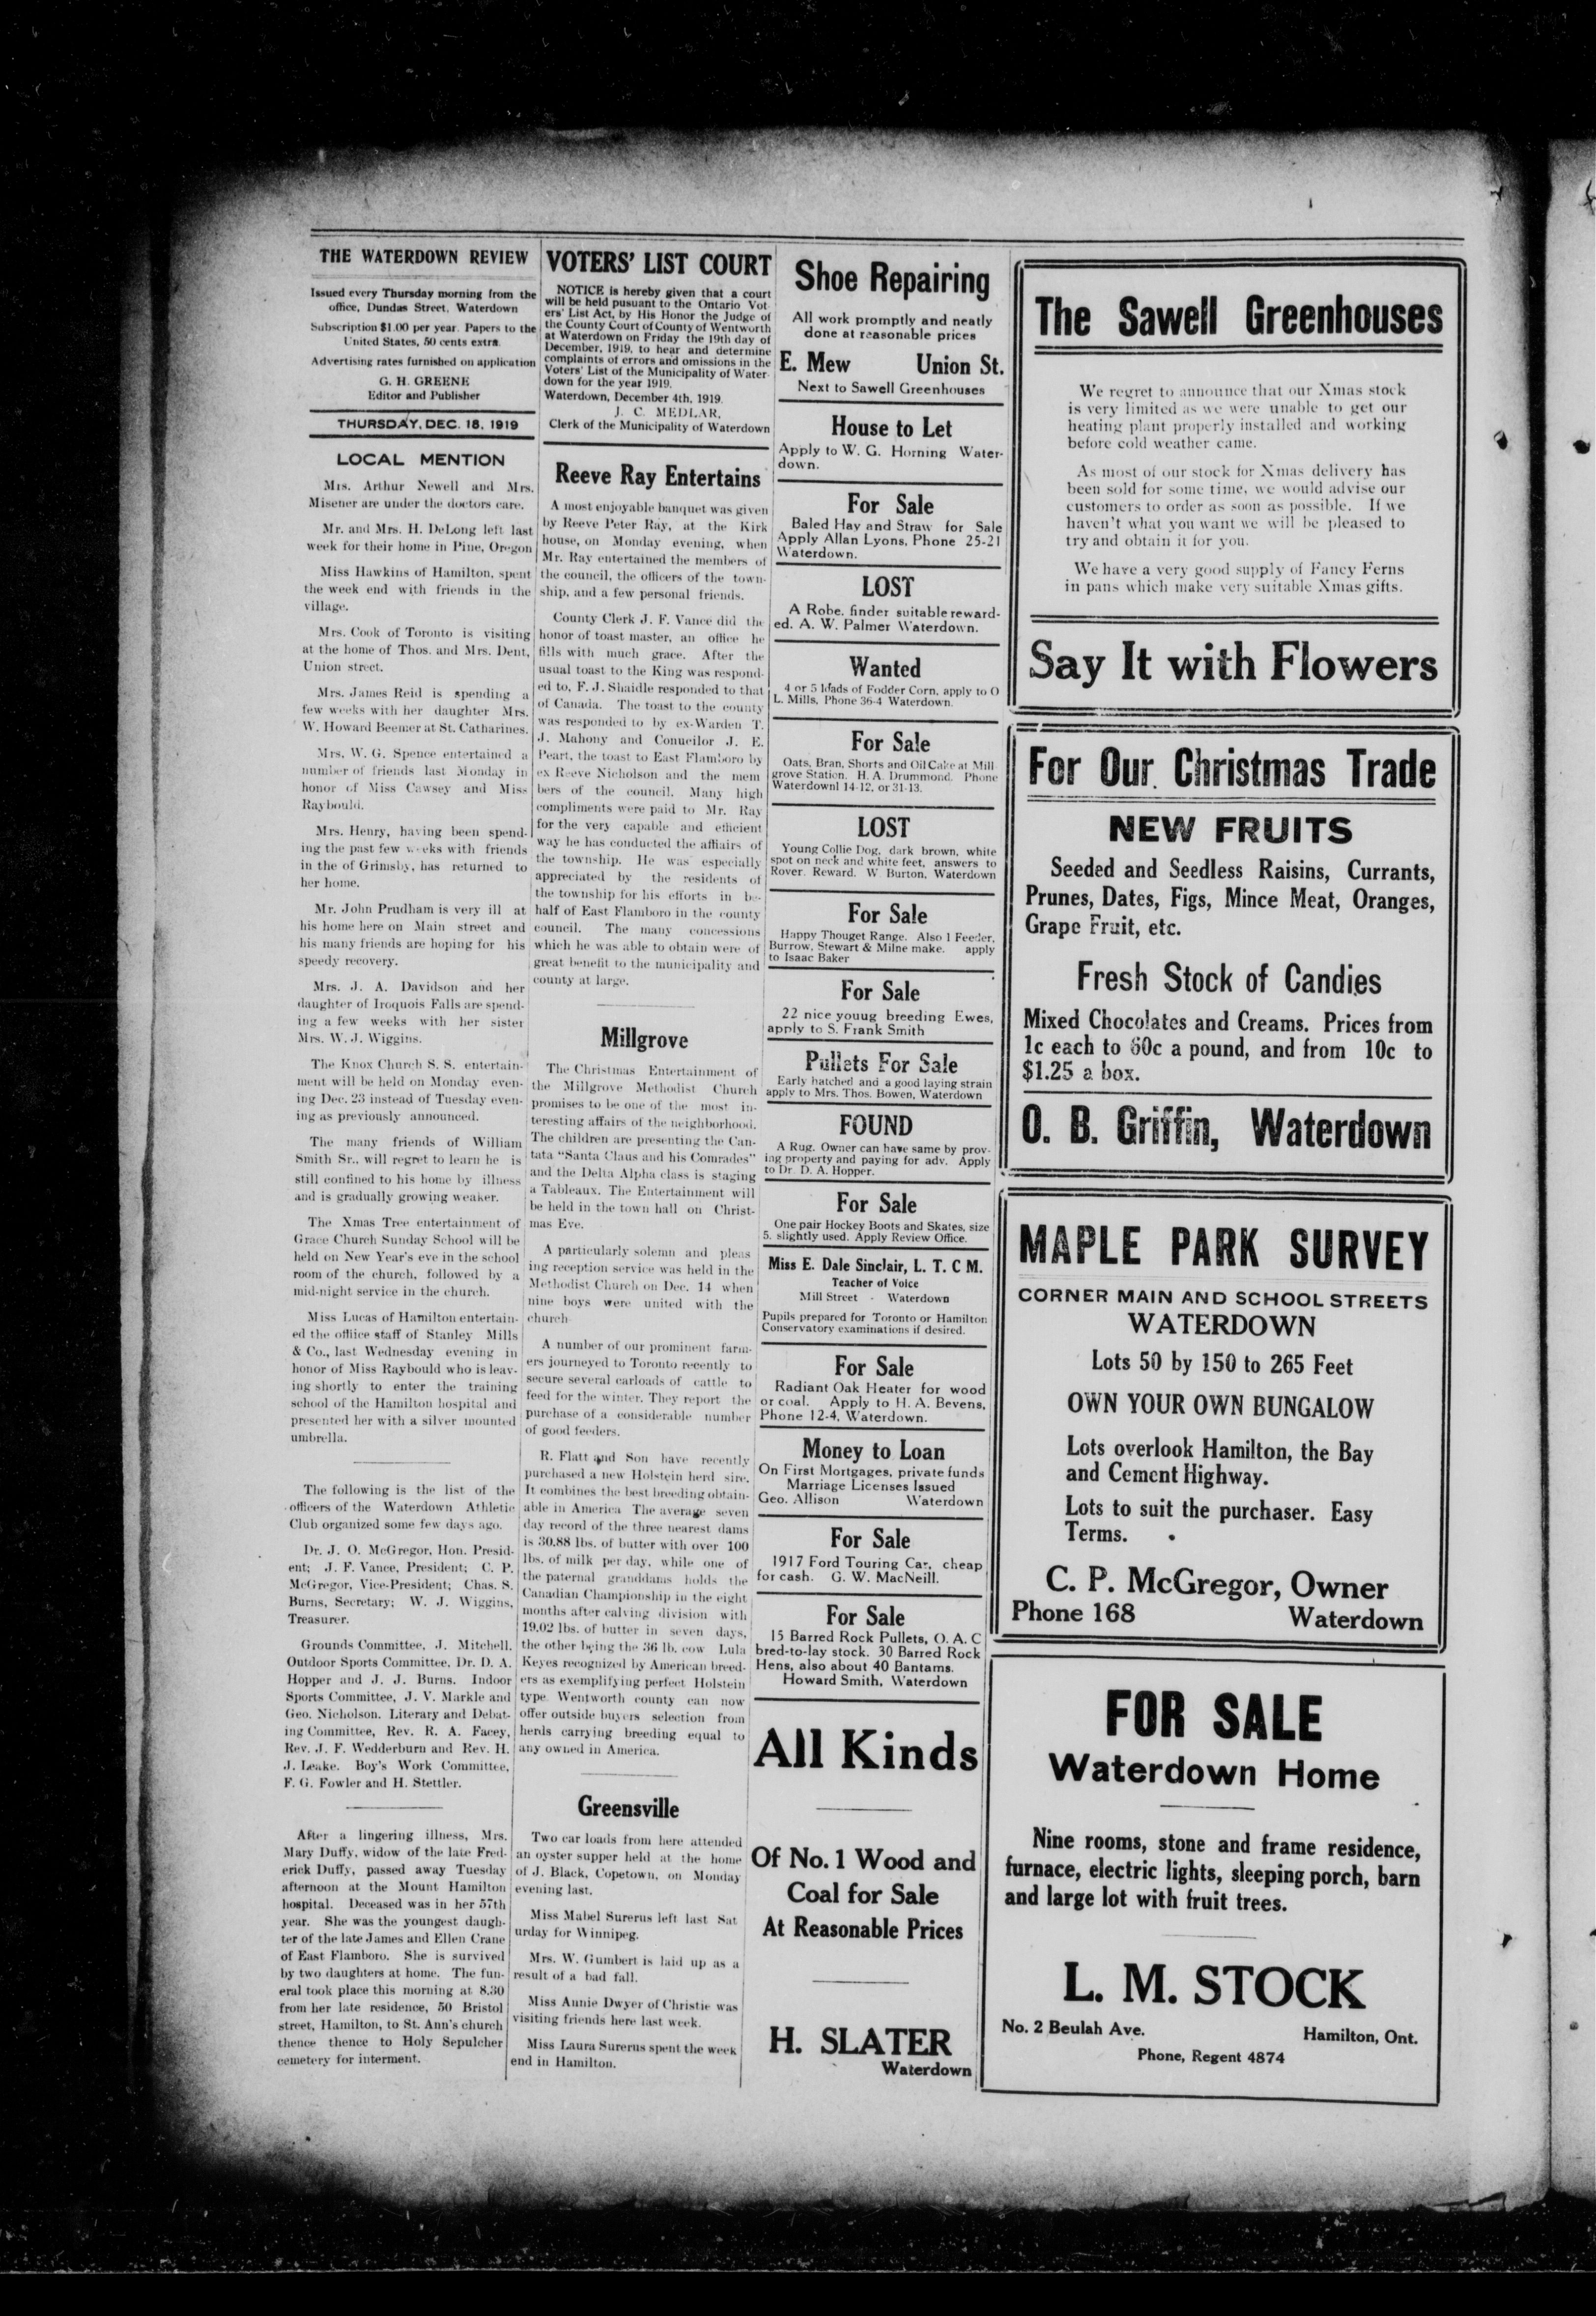 THE WATERDOWN REVIEW
Issued every Thursday morning from the
office, Dundas Street, Waterdown
Subscription $1.00 per year. Papers to the
United States, 50 cents extra.
Advertising rates furnished on application
G. H. GREENE
Editor and Publisher
THURSDAY, DEC. 18, 1919
LOCAL MENTION
Mrs. Arthur Newell and Mrs.
Misener are under the doctors care.
Mr. and Mrs. H. DeLong left last
week for their home in Pine, Oregon
Miss Hawkins of Hamilton, spent
the week end with friends in the
village.
Mrs. Cook of Toronto is visiting
at the home of Thos. and Mrs. Dent,
Union street.
Mrs. James Reid is spending a
few weeks with her daughter Mrs.
W. Howard Beemer at St. Catharines.
Mrs. W. G. Spence entertained a
number of friends last Monday in
honor of Miss Cawsey and Miss
Raybould.
Mrs. Henry, having been spend-
ing the past few weeks with friends
in the of Grimsby, has returned to
her home.
Mr. John Prudham is very ill at
his home here on Main street and
his many friends are hoping for his
speedy recovery.
Mrs. J. A. Davidson and her
daughter of Iroquois Falls are spend-
ing a few weeks with her sister
Mrs. W. J. Wiggins.
The Knox Church S. S. entertain-
ment will be held on Monday even-
ing Dec. 23 instead of Tuesday even-
ing as previously announced.
The many friends of William
Smith Sr., will regret to learn he is
still confined to his home by illness
and is gradually growing weaker.
The Xmas Tree entertainment of
Grace Church Sunday School will be
held on New Year's eve in the school
room of the church, followed by a
mid-night service in the church.
Miss Lucas of Hamilton entertain-
ed the offiice staff of Stanley Mills
& Co., last Wednesday evening in
honor of Miss Raybould who is leav-
ing shortly to enter the training
school of the Hamilton hospital and
presented her with a silver mounted
umbrella.
The following is the list of the
officers of the Waterdown Athletic
Club organized some few days ago.
Dr. J. O. McGregor, Hon. Presid-
ent; J. F. Vance, President; C. P.
McGregor, Vice-President; Chas. S.
Burns, Secretary; W. J. Wiggins,
Treasurer.
Grounds Committee, J. Mitchell.
Outdoor Sports Committee, Dr. D. A.
Hopper and J. J. Burns. Indoor
Sports Committee, J. V. Markle and
Geo. Nicholson. Literary and Debat-
ing Committee, Rev. R. A. Facey,
Rev. J. F. Wedderburn and Rev. H.
J. Leake. Boy's Work Committee,
F. G. Fowler and H. Stettler.
After a lingering illness, Mrs.
Mary Duffy, widow of the late Fred-
erick Duffy, passed away Tuesday
afternoon at the Mount Hamilton
hospital. Deceased was in her 57th
year. She was the youngest daugh-
ter of the late James and Ellen Crane
of East Flamboro. She is survived
by two daughters at home. The fun-
eral took place this morning at 8.30
from her late residence, 50 Bristol
street, Hamilton, to St. Ann's church
thence thence to Holy Sepulcher
cemetery for interment.
VOTERS' LIST COURT
NOTICE is hereby given that a court
will be held pusuant to the Ontario Vot
ers' List Act, by His Honor the Judge of
the County Court of County of Wentworth
at Waterdown on Friday the 19th day of
December, 1919, to hear and determine
complaints of errors and omissions in the
Voters' List of the Municipality of Water-
down for the year 1919.
Waterdown, December 4th, 1919.
J. C. MEDLAR,
Clerk of the Municipality of Waterdown
Reeve Ray Entertains
A most enjoyable banquet was given
by Reeve Peter Ray, at the Kirk
house, on Monday evening, when
Mr. Ray entertained the members of
the council, the officers of the town-
ship, and a few personal friends.
County Clerk J. F. Vance did the
honor of toast master, an office he
fills with much grace. After the
usual toast to the King was respond-
ed to, F. J. Shaidle responded to that
of Canada. The toast to the county
was responded to by ex-Warden T.
J. Mahony and Conucilor J. E.
Peart, the toast to East Flamboro by
ex Reeve Nicholson and the mem
bers of the council. Many high
compliments were paid to Mr. Ray
for the very capable and efficient
way he has conducted the affiairs of
the township. He was especially
appreciated by the residents of
the township for his efforts in be-
half of East Flamboro in the county
council. The many concessions
which he was able to obtain were of
great benefit to the municipality and
county at large.
Millgrove
The Christmas Entertainment of
the Millgrove Methodist Church
promises to be one of the most in-
teresting affairs of the neighborhood.
The children are presenting the Can-
tata "Santa Claus and his Comrades"
and the Delta Alpha class is staging
a Tableaux. The Entertainment will
be held in the town hall on Christ-
mas Eve.
A particularly solemn and pleas
ing reception service was held in the
Methodist Church on Dec. 14 when
nine boys were united with the
church
A number of our prominent farm-
ers journeyed to Toronto recently to
secure several carloads of cattle to
feed for the winter. They report the
purchase of a considerable number
of good feeders.
R. Flatt and Son have recently
purchased a new Holstein herd sire.
It combines the best breeding obtain-
able in America The average seven
day record of the three nearest dams
is 30.88 lbs. of butter with over 100
lbs. of milk per day, while one of
the paternal granddams holds the
Canadian Championship in the eight
months after calving division with
19.02 lbs. of butter in seven days,
the other being the 36 lb. cow Lula
Keyes recognized by American breed-
ers as exemplifying perfect Holstein
type. Wentworth county can now
offer outside buyers selection from
herds carrying breeding equal to
any owned in America.
Greensville
Two car loads from here attended
an oyster supper held at the home
of J. Black, Copetown, on Monday
evening last.
Miss Mabel Surerus left last Sat
urday for Winnipeg.
Mrs. W. Gumbert is laid up as a
result of a bad fall.
Miss Annie Dwyer of Christie was
visiting friends here last week.
Miss Laura Surerus spent the week
end in Hamilton.
Shoe Repairing
All work promptly and neatly
done at reasonable prices
E. Mew Union St.
Next to Sawell Greenhouses
House to Let
Apply to W. G. Horning Water-
down.
For Sale
Baled Hay and Straw for Sale
Apply Allan Lyons, Phone 25-21
Waterdown.
LOST
A Robe, finder suitable reward-
ed. A. W. Palmer Waterdown.
Wanted
4 or 5 loads of Fodder Corn, apply to O
L. Mills, Phone 36-4 Waterdown.
For Sale
Oats, Bran, Shorts and Oil Cake at Mill
grove Station. H. A. Drummond. Phone
Waterdownl 14-12, or 31-13.
LOST
Young Collie Dog, dark brown, white
spot on neck and white feet, answers to
Rover. Reward. W. Burton, Waterdown
For Sale
Happy Thouget Range. Also 1 Feeder,
Burrow, Stewart & Milne make. apply
to Isaac Baker
For Sale
22 nice youug breeding Ewes,
apply to S. Frank Smith
Pullets For Sale
Early hatched and a good laying strain
apply to Mrs. Thos. Bowen, Waterdown
FOUND
A Rug. Owner can have same by prov-
ing property and paying for adv. Apply
to Dr. D. A. Hopper.
For Sale
One pair Hockey Boots and Skates, size
5. slightly used. Apply Review Office.
Miss E. Dale Sinclair, L. T. C M.
Teacher of Voice
Mill Street - Waterdown
Pupils prepared for Toronto or Hamilton
Conservatory examinations if desired.
For Sale
Radiant Oak Heater for wood
or coal. Apply to H. A. Bevens,
Phone 12-4, Waterdown.
Money to Loan
On First Mortgages, private funds
Marriage Licenses Issued
Geo. Allison Waterdown
For Sale
1917 Ford Touring Car, cheap
for cash. G. W. MacNeill.
For Sale
15 Barred Rock Pullets, O. A. C
bred-to-lay stock. 30 Barred Rock
Hens, also about 40 Bantams.
Howard Smith, Waterdown
All Kinds
Of No. 1 Wood and
Coal for Sale
At Reasonable Prices
H. SLATER
Waterdown
The Sawell Greenhouses
We regret to announce that our Xmas stock
is very limited as we were unable to get our
heating plant properly installed and working
before cold weather came.
As most of our stock for Xmas delivery has
been sold for some time, we would advise our
customers to order as soon as possible. If we
haven't what you want we will be pleased to
try and obtain it for you.
We have a very good supply of Fancy Ferns
in pans which make very suitable Xmas gifts.
Say It with Flowers
For Our Christmas Trade
NEW FRUITS
Seeded and Seedless Raisins, Currants,
Prunes, Dates, Figs, Mince Meat, Oranges,
Grape Fruit, etc.
Fresh Stock of Candies
Mixed Chocolates and Creams. Prices from
1c each to 60c a pound, and from 10c to
$1.25 a box.
O. B. Griffin, Waterdown
MAPLE PARK SURVEY
CORNER MAIN AND SCHOOL STREETS
WATERDOWN
Lots 50 by 150 to 265 Feet
OWN YOUR OWN BUNGALOW
Lots overlook Hamilton, the Bay
and Cement Highway.
Lots to suit the purchaser. Easy
Terms.
C. P. McGregor, Owner
Phone 168 Waterdown
FOR SALE
Waterdown Home
Nine rooms, stone and frame residence,
furnace, electric lights, sleeping porch, barn
and large lot with fruit trees.
L. M. STOCK
No. 2 Beulah Ave. Hamilton, Ont.
Phone, Regent 4874